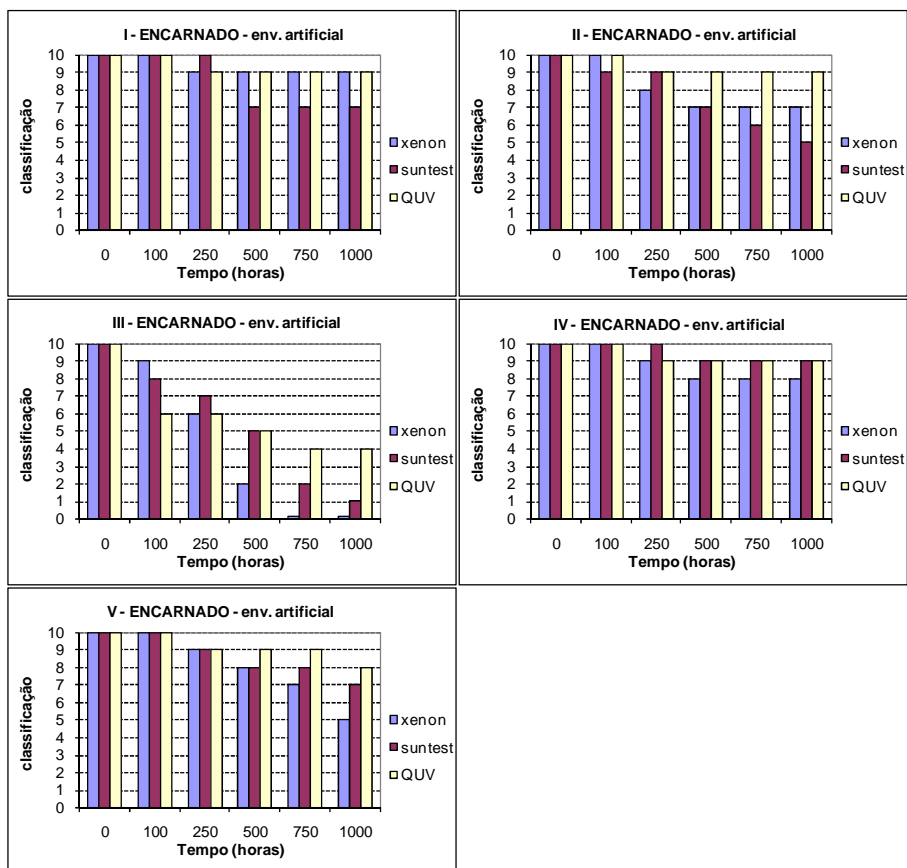 I - ENCARNADO - env. artificial
classificação
10
9
8
7
6
5
4
3
2
1
0
0 100 250 500 750 1000
Tempo (horas)
xenon
suntest
QUV
II - ENCARNADO - env. artificial
classificação
10
9
8
7
6
5
4
3
2
1
0
0 100 250 500 750 1000
Tempo (horas)
xenon
suntest
QUV
III - ENCARNADO - env. artificial
classificação
10
9
8
7
6
5
4
3
2
1
0
0 100 250 500 750 1000
Tempo (horas)
xenon
suntest
QUV
IV - ENCARNADO - env. artificial
classificação
10
9
8
7
6
5
4
3
2
1
0
0 100 250 500 750 1000
Tempo (horas)
xenon
suntest
QUV
V - ENCARNADO - env. artificial
classificação
10
9
8
7
6
5
4
3
2
1
0
0 100 250 500 750 1000
Tempo (horas)
xenon
suntest
QUV